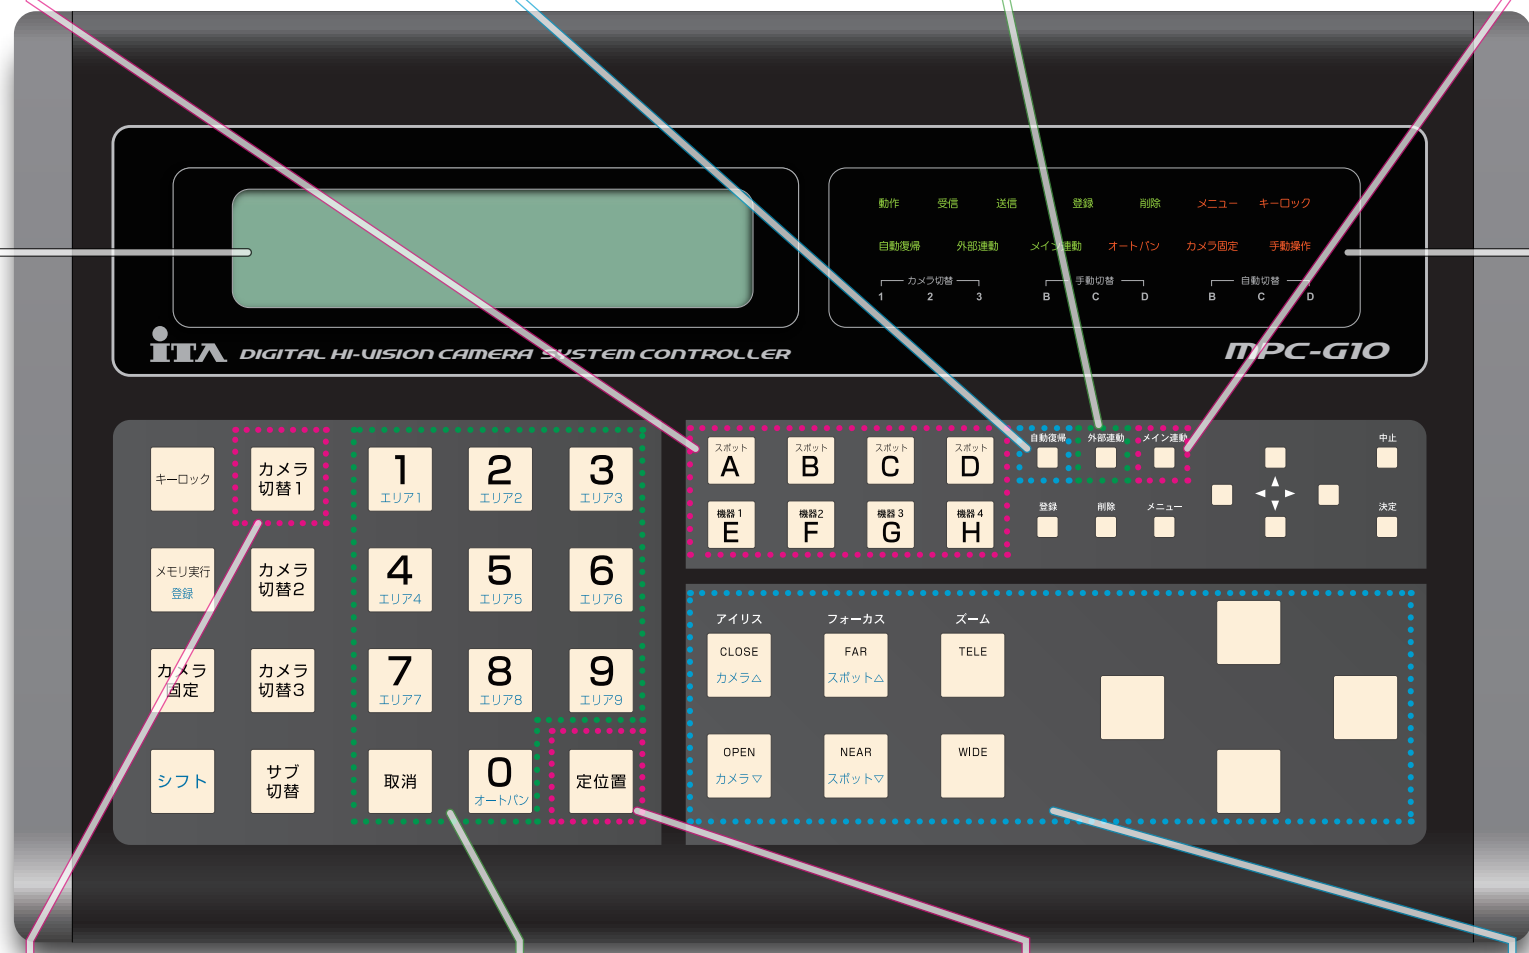 動作 受信 送信 登録 削除 メニュー キーロック
自動復帰 外部連動 メイン連動 オートパン カメラ固定 手動操作
カメラ切替 手動切替 自動切替
1 2 3 B C D B C D
iTA DIGITAL HI-VISION CAMERA SYSTEM CONTROLLER MPC-G10
キーロック
カメラ
切替1
1
エリア1
2
エリア2
3
エリア3
メモリ実行
登録
カメラ
切替2
4
エリア4
5
エリア5
6
エリア6
カメラ
固定
カメラ
切替3
7
エリア7
8
エリア8
9
エリア9
シフト
サブ
切替
取消
0
オートパン
定位置
スポット
A
スポット
B
スポット
C
スポット
D
機器1
E
機器2
F
機器3
G
機器4
H
自動復帰 外部連動 メイン連動
登録 削除 メニュー
中止
決定
アイリス フォーカス ズーム
CLOSE
カメラ△
FAR
スポット△
TELE
OPEN
カメラ▽
NEAR
スポット▽
WIDE